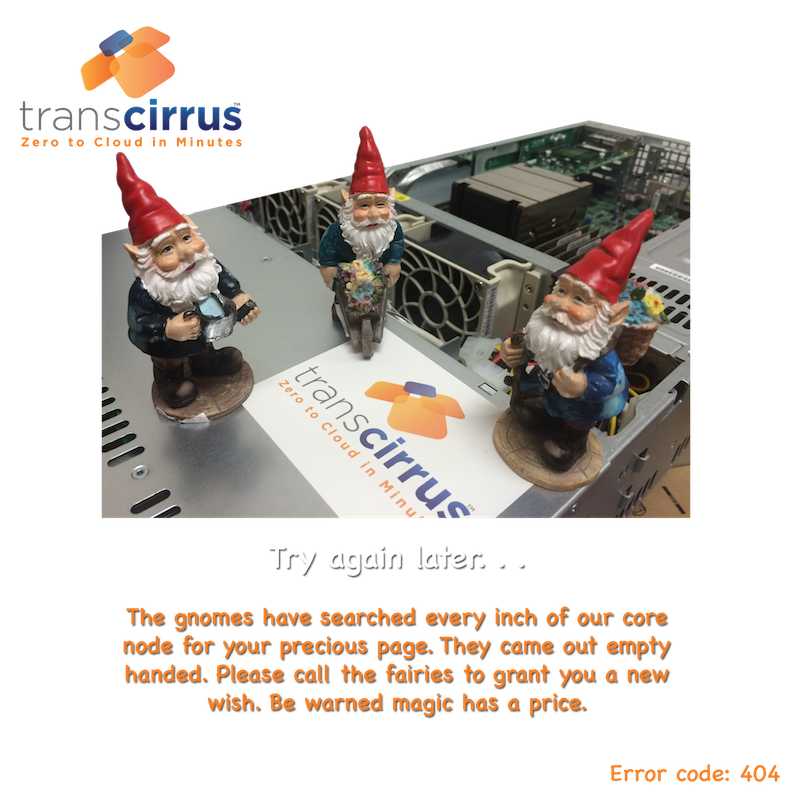 transcirrus™
Zero to Cloud in Minutes
transcirrus™
Zero to Cloud in Minu
Try again later. . .
The gnomes have searched every inch of our core
node for your precious page. They came out empty
handed. Please call the fairies to grant you a new
wish. Be warned magic has a price.
Error code: 404